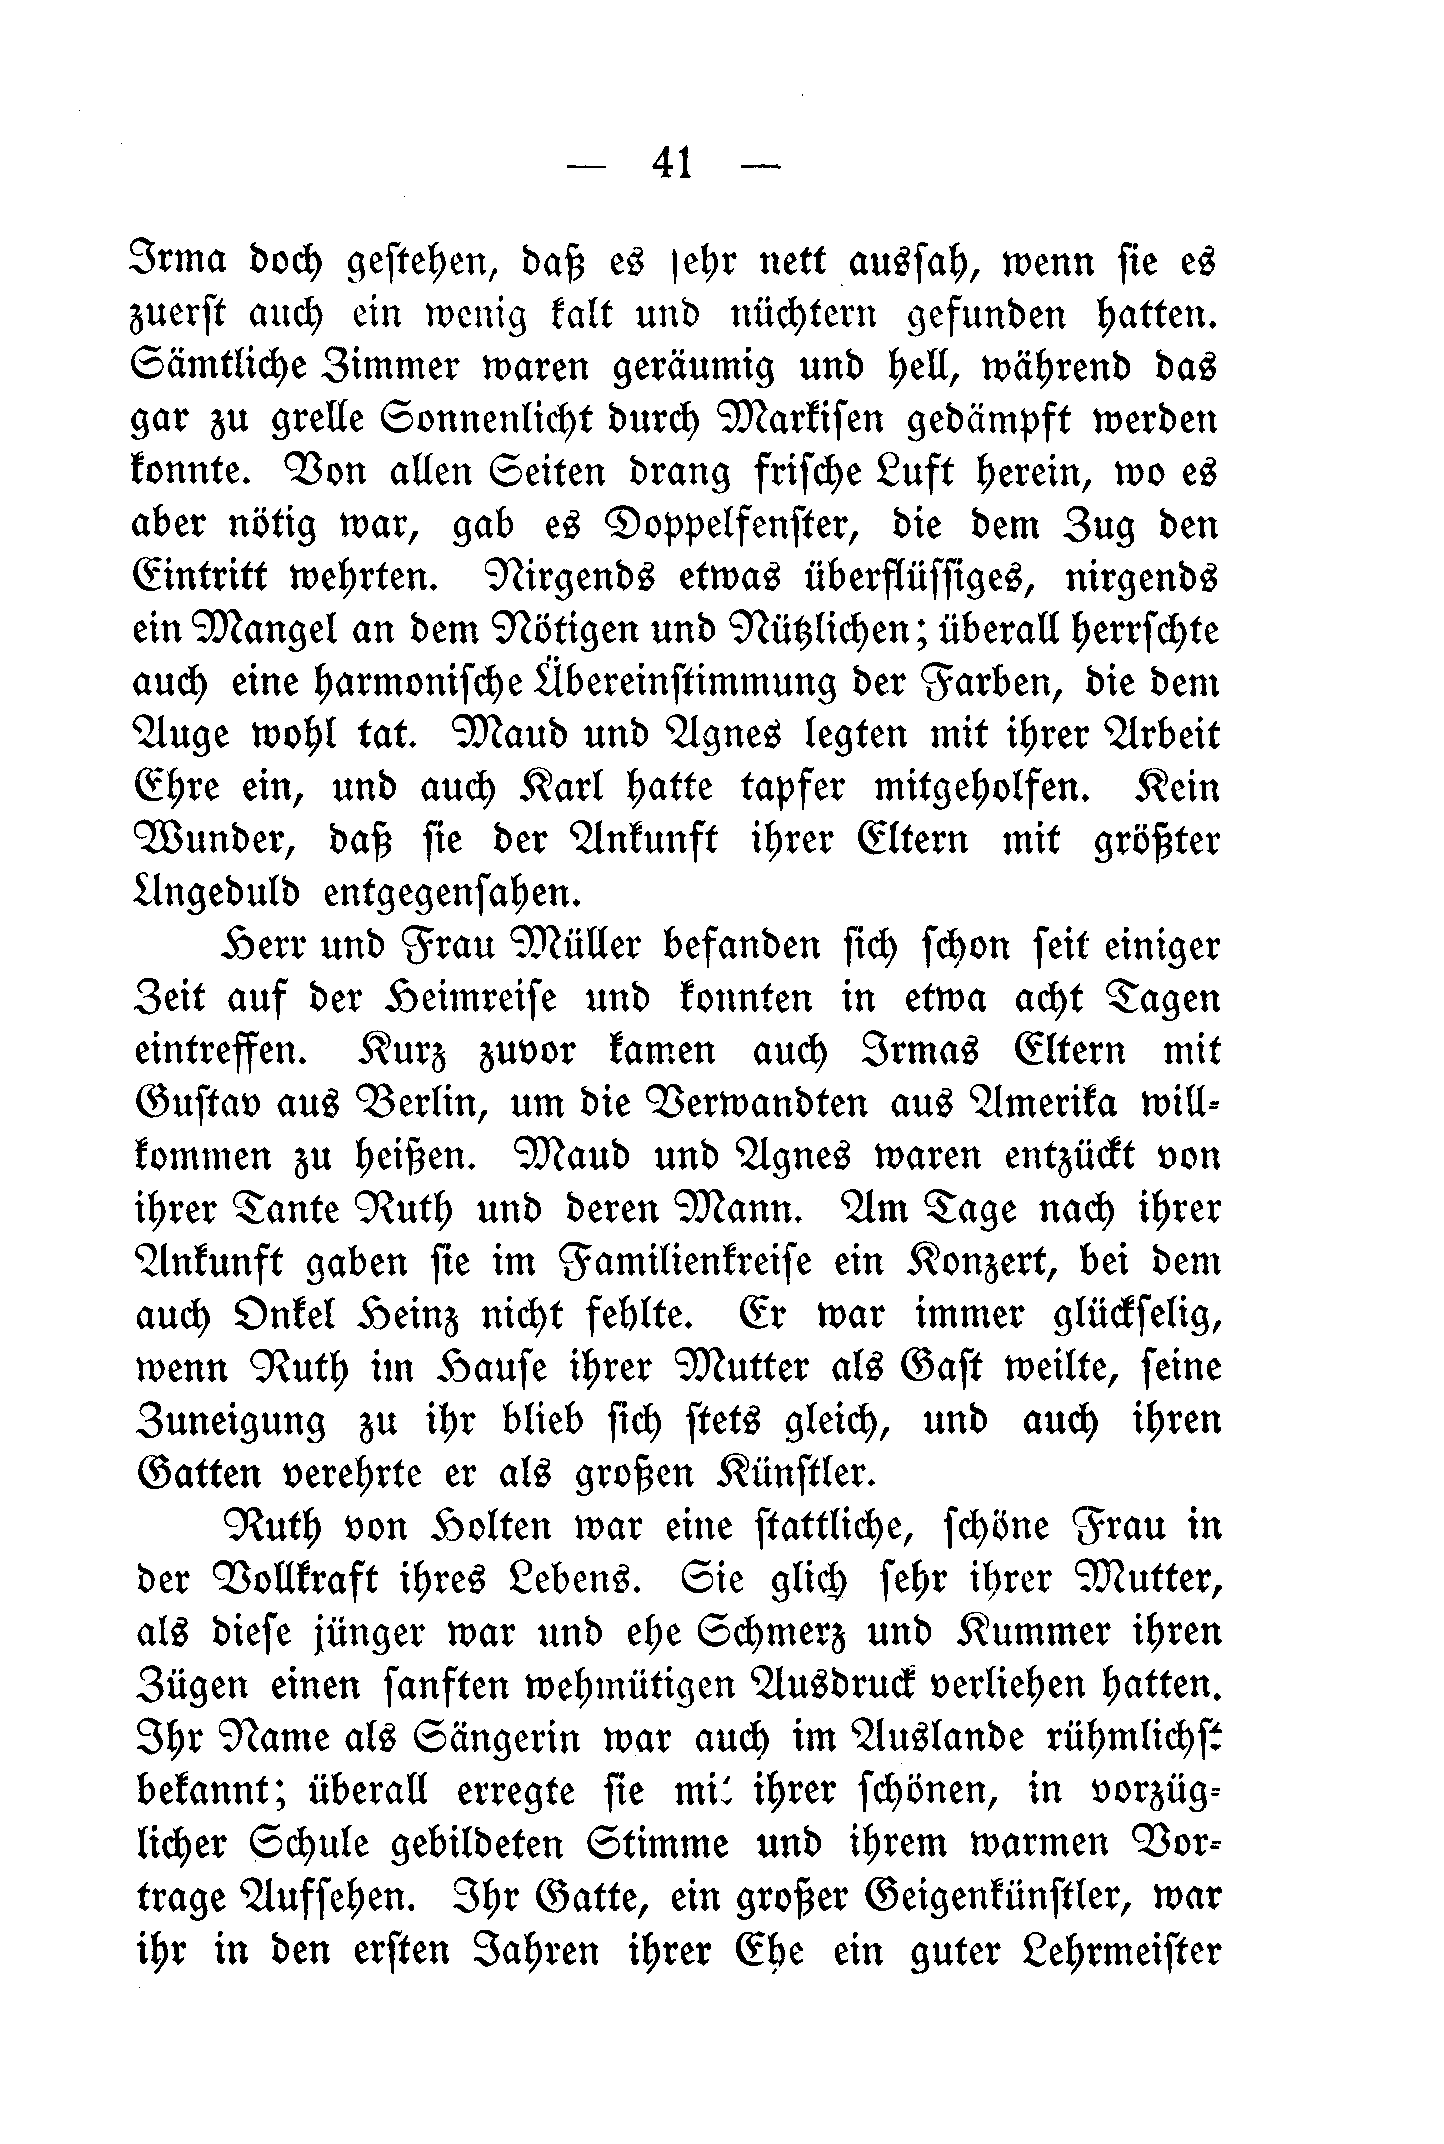 — 41 —
Irma doch geſtehen, daß es ſehr nett ausſah, wenn ſie es
zuerſt auch ein wenig kalt und nüchtern gefunden hatten.
Sämtliche Zimmer waren geräumig und hell, während das
gar zu grelle Sonnenlicht durch Markiſen gedämpft werden
konnte. Von allen Seiten drang friſche Luft herein, wo es
aber nötig war, gab es Doppelfenſter, die dem Zug den
Eintritt wehrten. Nirgends etwas überflüſſiges, nirgends
ein Mangel an dem Nötigen und Nützlichen; überall herrſchte
auch eine harmoniſche Übereinſtimmung der Farben, die dem
Auge wohl tat. Maud und Agnes legten mit ihrer Arbeit
Ehre ein, und auch Karl hatte tapfer mitgeholfen. Kein
Wunder, daß ſie der Ankunft ihrer Eltern mit größter
Ungeduld entgegenſahen.
Herr und Frau Müller befanden ſich ſchon ſeit einiger
Zeit auf der Heimreiſe und konnten in etwa acht Tagen
eintreffen. Kurz zuvor kamen auch Irmas Eltern mit
Guſtav aus Berlin, um die Verwandten aus Amerika will-
kommen zu heißen. Maud und Agnes waren entzückt von
ihrer Tante Ruth und deren Mann. Am Tage nach ihrer
Ankunft gaben ſie im Familienkreiſe ein Konzert, bei dem
auch Onkel Heinz nicht fehlte. Er war immer glückſelig,
wenn Ruth im Hauſe ihrer Mutter als Gaſt weilte, ſeine
Zuneigung zu ihr blieb ſich ſtets gleich, und auch ihren
Gatten verehrte er als großen Künſtler.
Ruth von Holten war eine ſtattliche, ſchöne Frau in
der Vollkraft ihres Lebens. Sie glich ſehr ihrer Mutter,
als dieſe jünger war und ehe Schmerz und Kummer ihren
Zügen einen ſanften wehmütigen Ausdruck verliehen hatten.
Ihr Name als Sängerin war auch im Auslande rühmlichſt
bekannt; überall erregte ſie mit ihrer ſchönen, in vorzüg-
licher Schule gebildeten Stimme und ihrem warmen Vor-
trage Aufſehen. Ihr Gatte, ein großer Geigenkünſtler, war
ihr in den erſten Jahren ihrer Ehe ein guter Lehrmeiſter